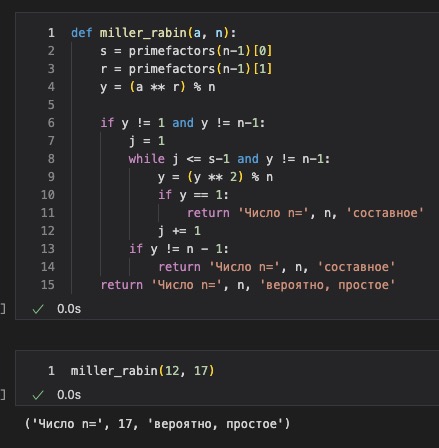 1 def miller_rabin(a, n):
2     s = primefactors(n-1)[0]
3     r = primefactors(n-1)[1]
4     y = (a ** r) % n
5
6     if y != 1 and y != n-1:
7         j = 1
8         while j <= s-1 and y != n-1:
9             y = (y ** 2) % n
10             if y == 1:
11                 return 'Число n=', n, 'составное'
12             j += 1
13         if y != n - 1:
14             return 'Число n=', n, 'составное'
15     return 'Число n=', n, 'вероятно, простое'
] ✓ 0.0s
1 miller_rabin(12, 17)
] ✓ 0.0s
('Число n=', 17, 'вероятно, простое')